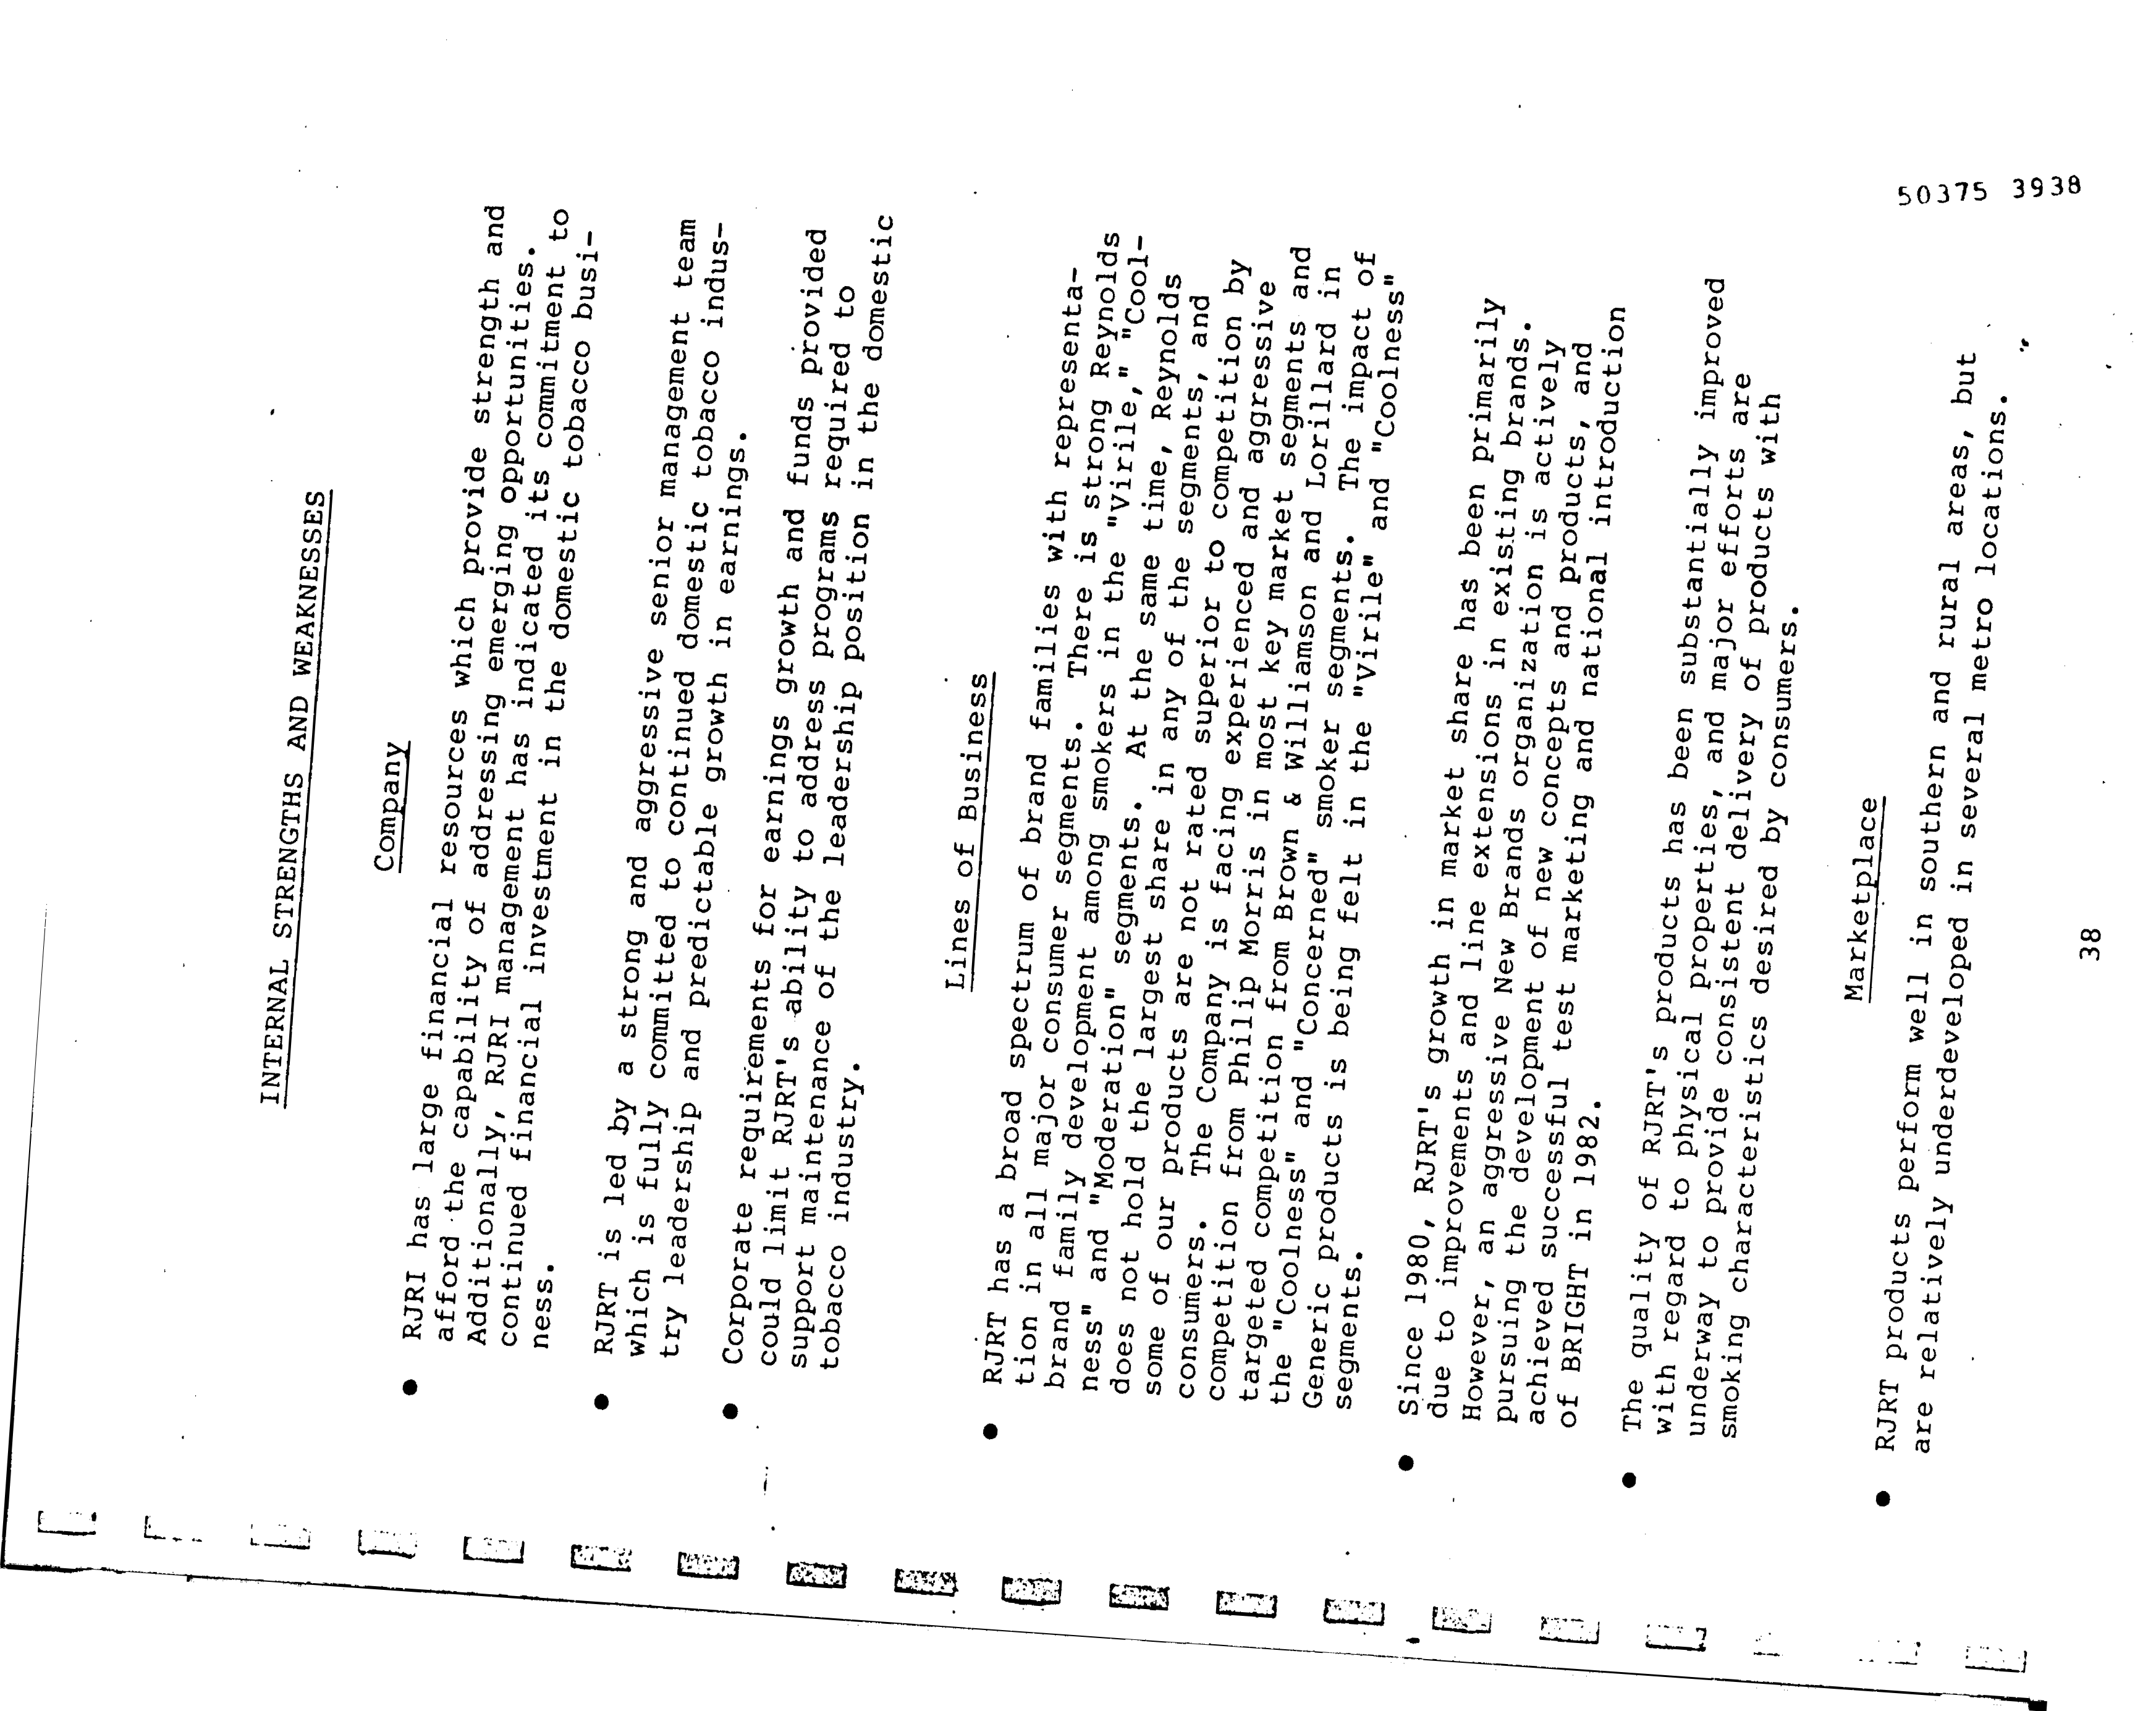 INTERNAL STRENGTHS AND WEAKNESSES
Company
● RJRI has large financial resources which provide strength and
afford the capability of addressing emerging opportunities.
Additionally, RJRI management has indicated its commitment to
continued financial investment in the domestic tobacco busi-
ness.
● RJRT is led by a strong and aggressive senior management team
which is fully committed to continued domestic tobacco indus-
try leadership and predictable growth in earnings.
● Corporate requirements for earnings growth and funds provided
could limit RJRT's ability to address programs required to
support maintenance of the leadership position in the domestic
tobacco industry.
Lines of Business
● RJRT has a broad spectrum of brand families with representa-
tion in all major consumer segments. There is strong Reynolds
brand family development among smokers in the "Virile," "Cool-
ness" and "Moderation" segments. At the same time, Reynolds
does not hold the largest share in any of the segments, and
some of our products are not rated superior to competition by
consumers. The Company is facing experienced and aggressive
competition from Philip Morris in most key market segments and
targeted competition from Brown & Williamson and Lorillard in
the "Coolness" and "Concerned" smoker segments. The impact of
Generic products is being felt in the "Virile" and "Coolness"
segments.
● Since 1980, RJRT's growth in market share has been primarily
due to improvements and line extensions in existing brands.
However, an aggressive New Brands organization is actively
pursuing the development of new concepts and products, and
achieved successful test marketing and national introduction
of BRIGHT in 1982.
● The quality of RJRT's products has been substantially improved
with regard to physical properties, and major efforts are
underway to provide consistent delivery of products with
smoking characteristics desired by consumers.
Marketplace
● RJRT products perform well in southern and rural areas, but
are relatively underdeveloped in several metro locations.
38
50375 3938